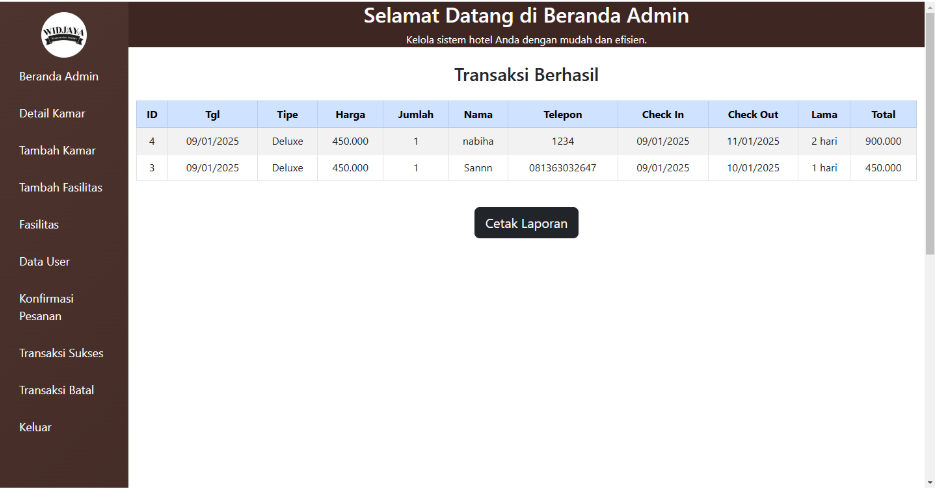 WIDJAYA
Beranda Admin
Detail Kamar
Tambah Kamar
Tambah Fasilitas
Fasilitas
Data User
Konfirmasi
Pesanan
Transaksi Sukses
Transaksi Batal
Keluar
Selamat Datang di Beranda Admin
Kelola sistem hotel Anda dengan mudah dan efisien.
Transaksi Berhasil
ID Tgl Tipe Harga Jumlah Nama Telepon Check In Check Out Lama Total
4 09/01/2025 Deluxe 450.000 1 nabiha 1234 09/01/2025 11/01/2025 2 hari 900.000
3 09/01/2025 Deluxe 450.000 1 Sannn 081363032647 09/01/2025 10/01/2025 1 hari 450.000
Cetak Laporan